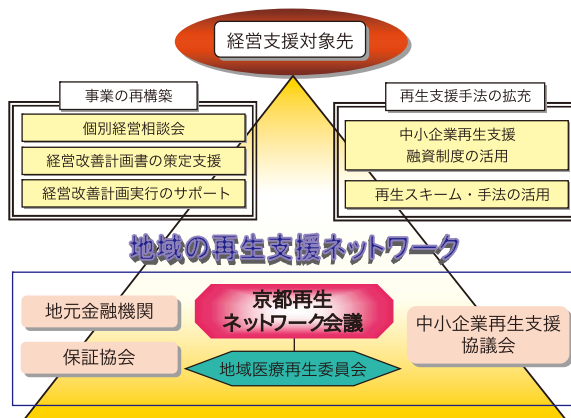 経営支援対象先
事業の再構築
個別経営相談会
経営改善計画書の策定支援
経営改善計画実行のサポート
再生支援手法の拡充
中小企業再生支援
融資制度の活用
再生スキーム・手法の活用
地域の再生支援ネットワーク
地元金融機関
保証協会
京都再生
ネットワーク会議
地域医療再生委員会
中小企業再生支援
協議会